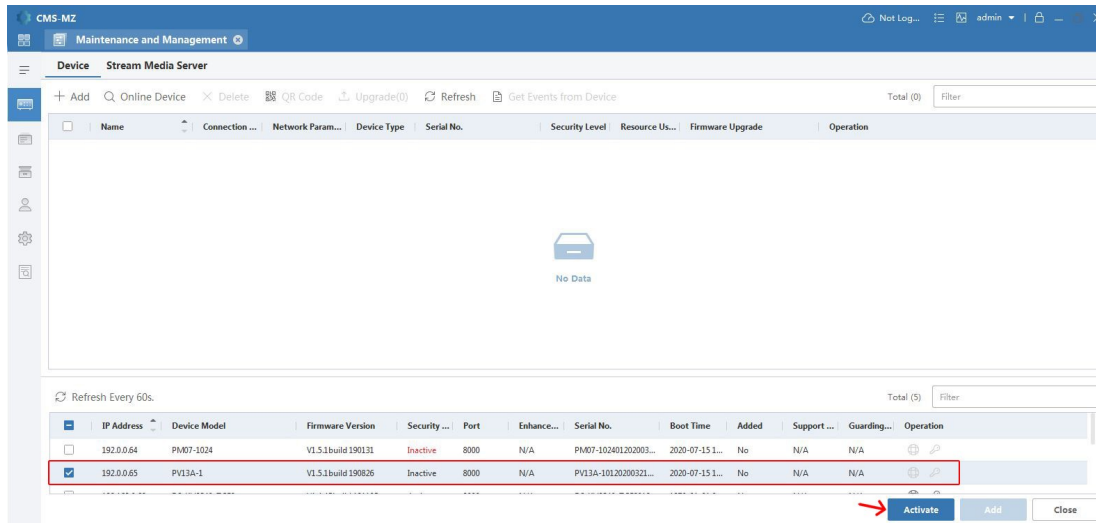 CMS-MZ
Not Log... admin
Maintenance and Management
Device Stream Media Server
Add Online Device Delete QR Code Upgrade(0) Refresh Get Events from Device Total (0) Filter
Name Connection ... Network Param... Device Type Serial No. Security Level Resource Us... Firmware Upgrade Operation
No Data
Refresh Every 60s. Total (5) Filter
IP Address Device Model Firmware Version Security ... Port Enhance... Serial No. Boot Time Added Support ... Guarding... Operation
192.0.0.64 PM07-1024 V1.5.1build 190131 Inactive 8000 N/A PM07-102401202003... 2020-07-15 1... No N/A N/A
192.0.0.65 PV13A-1 V1.5.1build 190826 Inactive 8000 N/A PV13A-10120200321... 2020-07-15 1... No N/A N/A
Activate Add Close